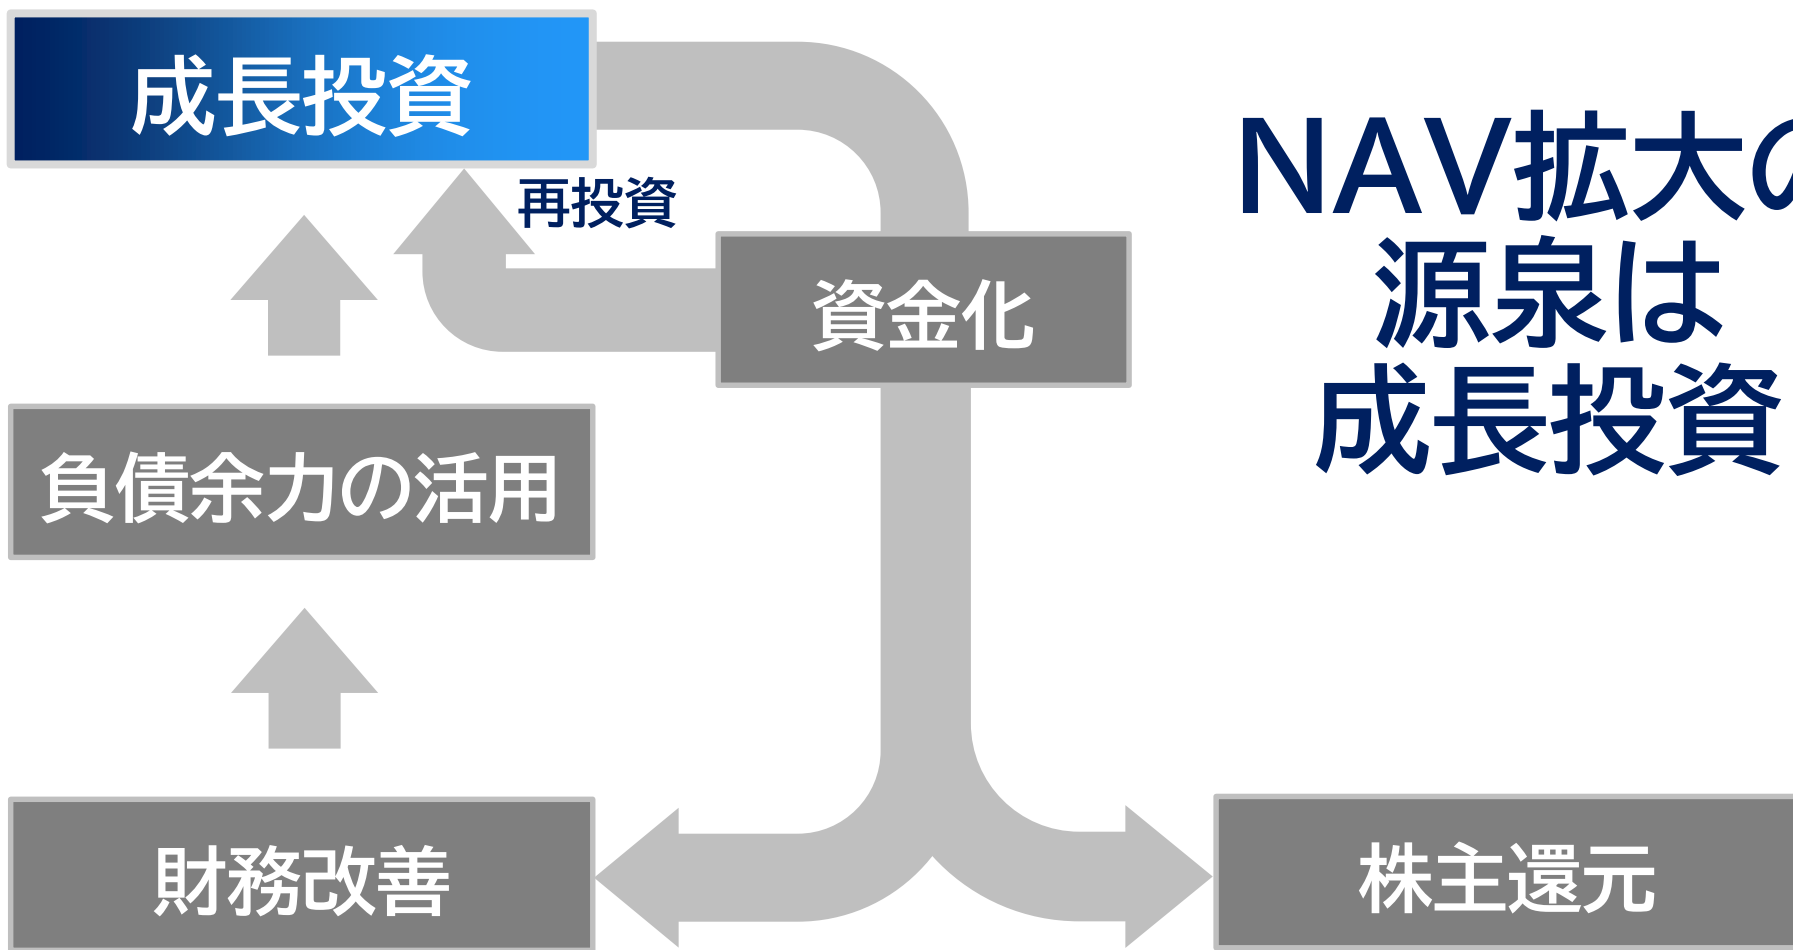 成長投資
再投資
資金化
NAV拡大の
源泉は
成長投資
負債余力の活用
財務改善
株主還元